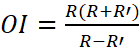 OI = R(R+R′) / R−R′